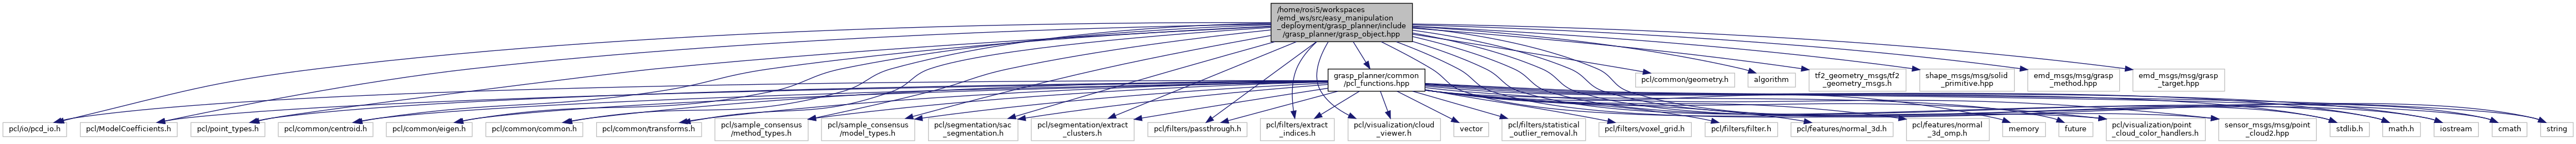 /home/rosi5/workspaces
/emd_ws/src/easy_manipulation
_deployment/grasp_planner/include
/grasp_planner/grasp_object.hpp
grasp_planner/common
/pcl_functions.hpp
pcl/common/geometry.h
algorithm
tf2_geometry_msgs/tf2
_geometry_msgs.h
shape_msgs/msg/solid
_primitive.hpp
emd_msgs/msg/grasp
_method.hpp
emd_msgs/msg/grasp
_target.hpp
pcl/io/pcd_io.h
pcl/ModelCoefficients.h
pcl/point_types.h
pcl/common/centroid.h
pcl/common/eigen.h
pcl/common/common.h
pcl/common/transforms.h
pcl/sample_consensus
/method_types.h
pcl/sample_consensus
/model_types.h
pcl/segmentation/sac
_segmentation.h
pcl/segmentation/extract
_clusters.h
pcl/filters/passthrough.h
pcl/filters/extract
_indices.h
pcl/visualization/cloud
_viewer.h
vector
pcl/filters/statistical
_outlier_removal.h
pcl/filters/voxel_grid.h
pcl/filters/filter.h
pcl/features/normal_3d.h
pcl/features/normal
_3d_omp.h
memory
future
pcl/visualization/point
_cloud_color_handlers.h
sensor_msgs/msg/point
_cloud2.hpp
stdlib.h
math.h
iostream
cmath
string